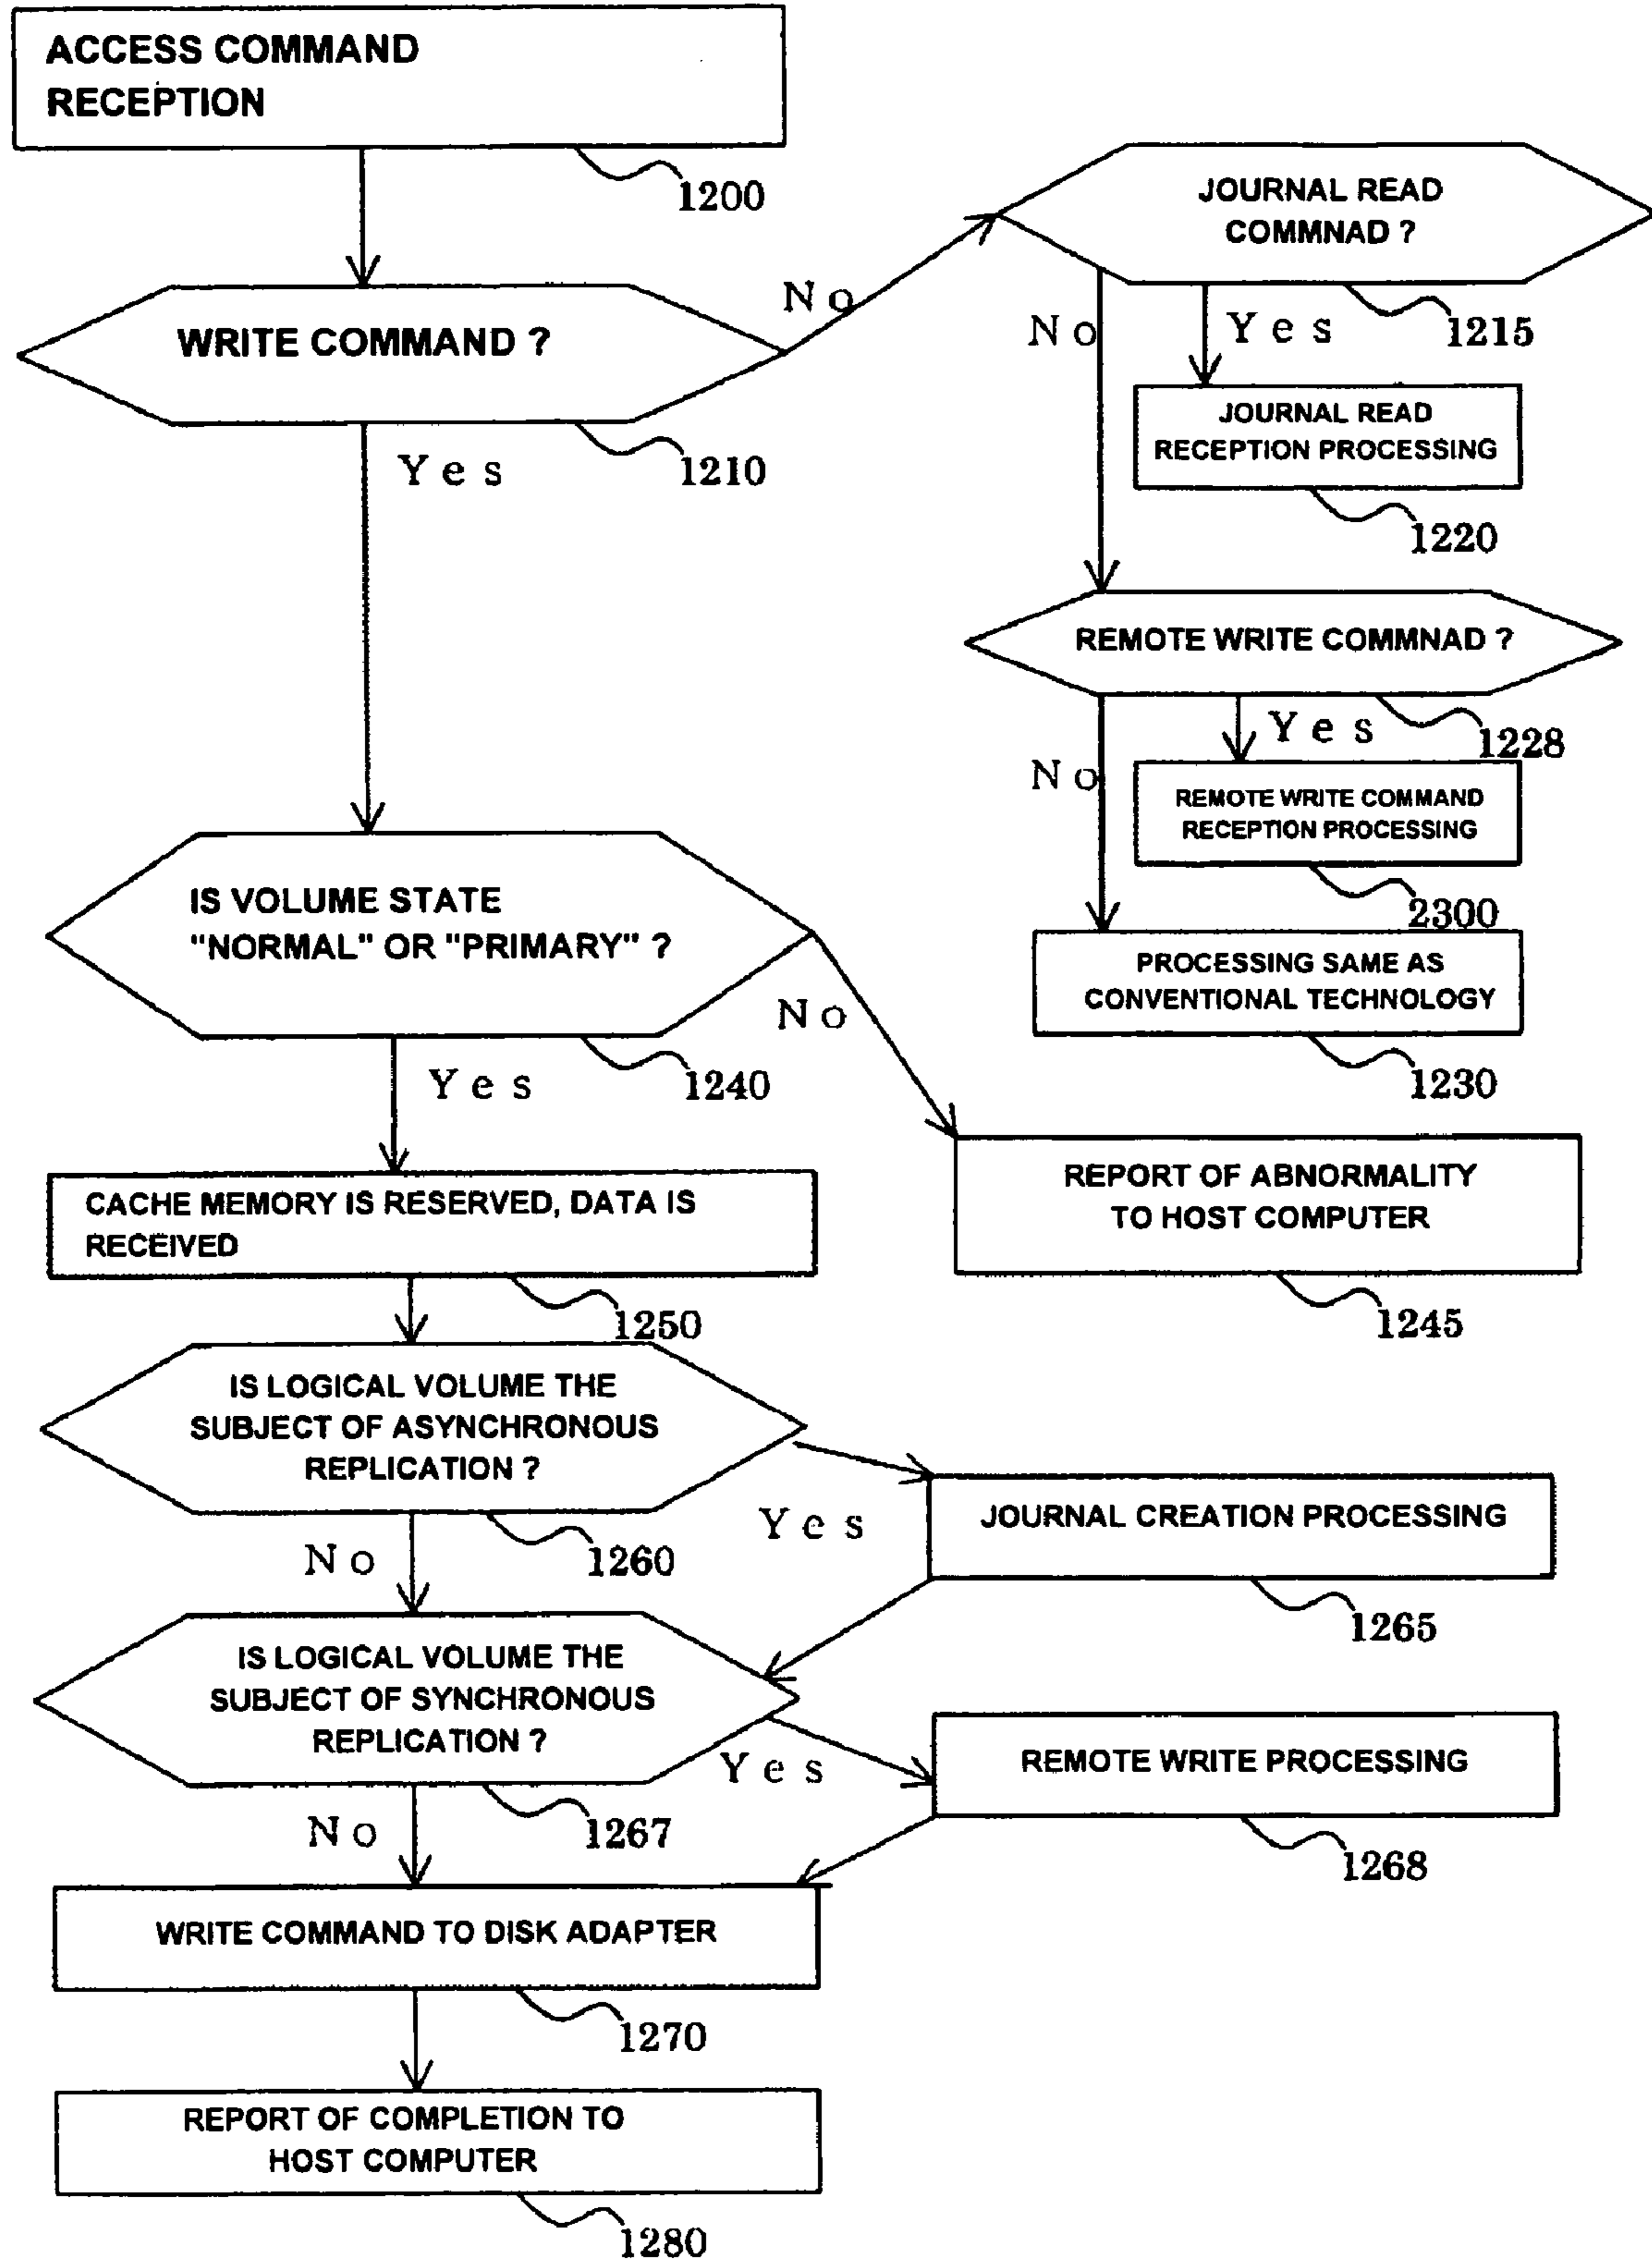 ACCESS COMMAND
RECEPTION
1200
WRITE COMMAND ?
No
Yes
1210
JOURNAL READ
COMMNAD ?
No
Yes
1215
JOURNAL READ
RECEPTION PROCESSING
1220
REMOTE WRITE COMMNAD ?
Yes
1228
No
REMOTE WRITE COMMAND
RECEPTION PROCESSING
2300
PROCESSING SAME AS
CONVENTIONAL TECHNOLOGY
1230
IS VOLUME STATE
"NORMAL" OR "PRIMARY" ?
No
Yes
1240
REPORT OF ABNORMALITY
TO HOST COMPUTER
1245
CACHE MEMORY IS RESERVED, DATA IS
RECEIVED
1250
IS LOGICAL VOLUME THE
SUBJECT OF ASYNCHRONOUS
REPLICATION ?
Yes
No
1260
JOURNAL CREATION PROCESSING
1265
IS LOGICAL VOLUME THE
SUBJECT OF SYNCHRONOUS
REPLICATION ?
Yes
No
1267
REMOTE WRITE PROCESSING
1268
WRITE COMMAND TO DISK ADAPTER
1270
REPORT OF COMPLETION TO
HOST COMPUTER
1280